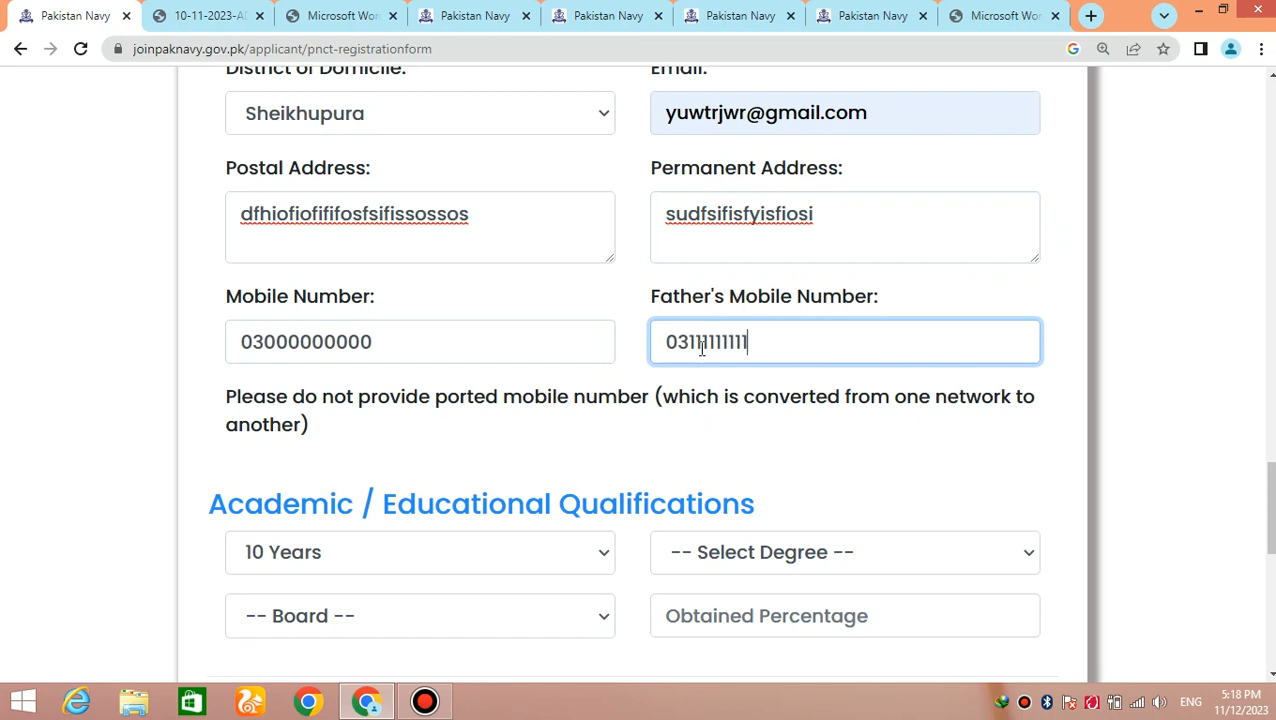 Pakistan Navy
10-11-2023-A
Microsoft Wo
Pakistan Navy
Pakistan Navy
Pakistan Navy
Pakistan Navy
Microsoft Wo
joinpaknavy.gov.pk/applicant/pnct-registrationform
District of Domicile:
Email:
Sheikhupura
yuwtrjwr@gmail.com
Postal Address:
Permanent Address:
dfhiofiofififosfsifissossos
sudfsifisfyisfiosi
Mobile Number:
Father's Mobile Number:
03000000000
03111111111
Please do not provide ported mobile number (which is converted from one network to
another)
Academic / Educational Qualifications
10 Years
-- Select Degree --
-- Board --
Obtained Percentage
ENG
5:18 PM
11/12/2023